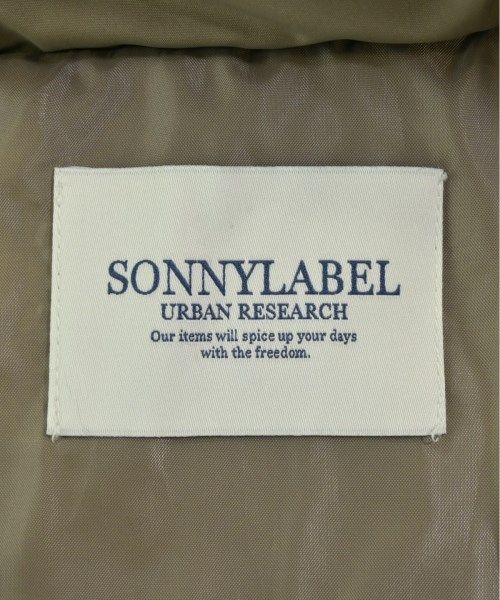 SONNYLABEL
URBAN RESEARCH
Our items will spice up your days
with the freedom.